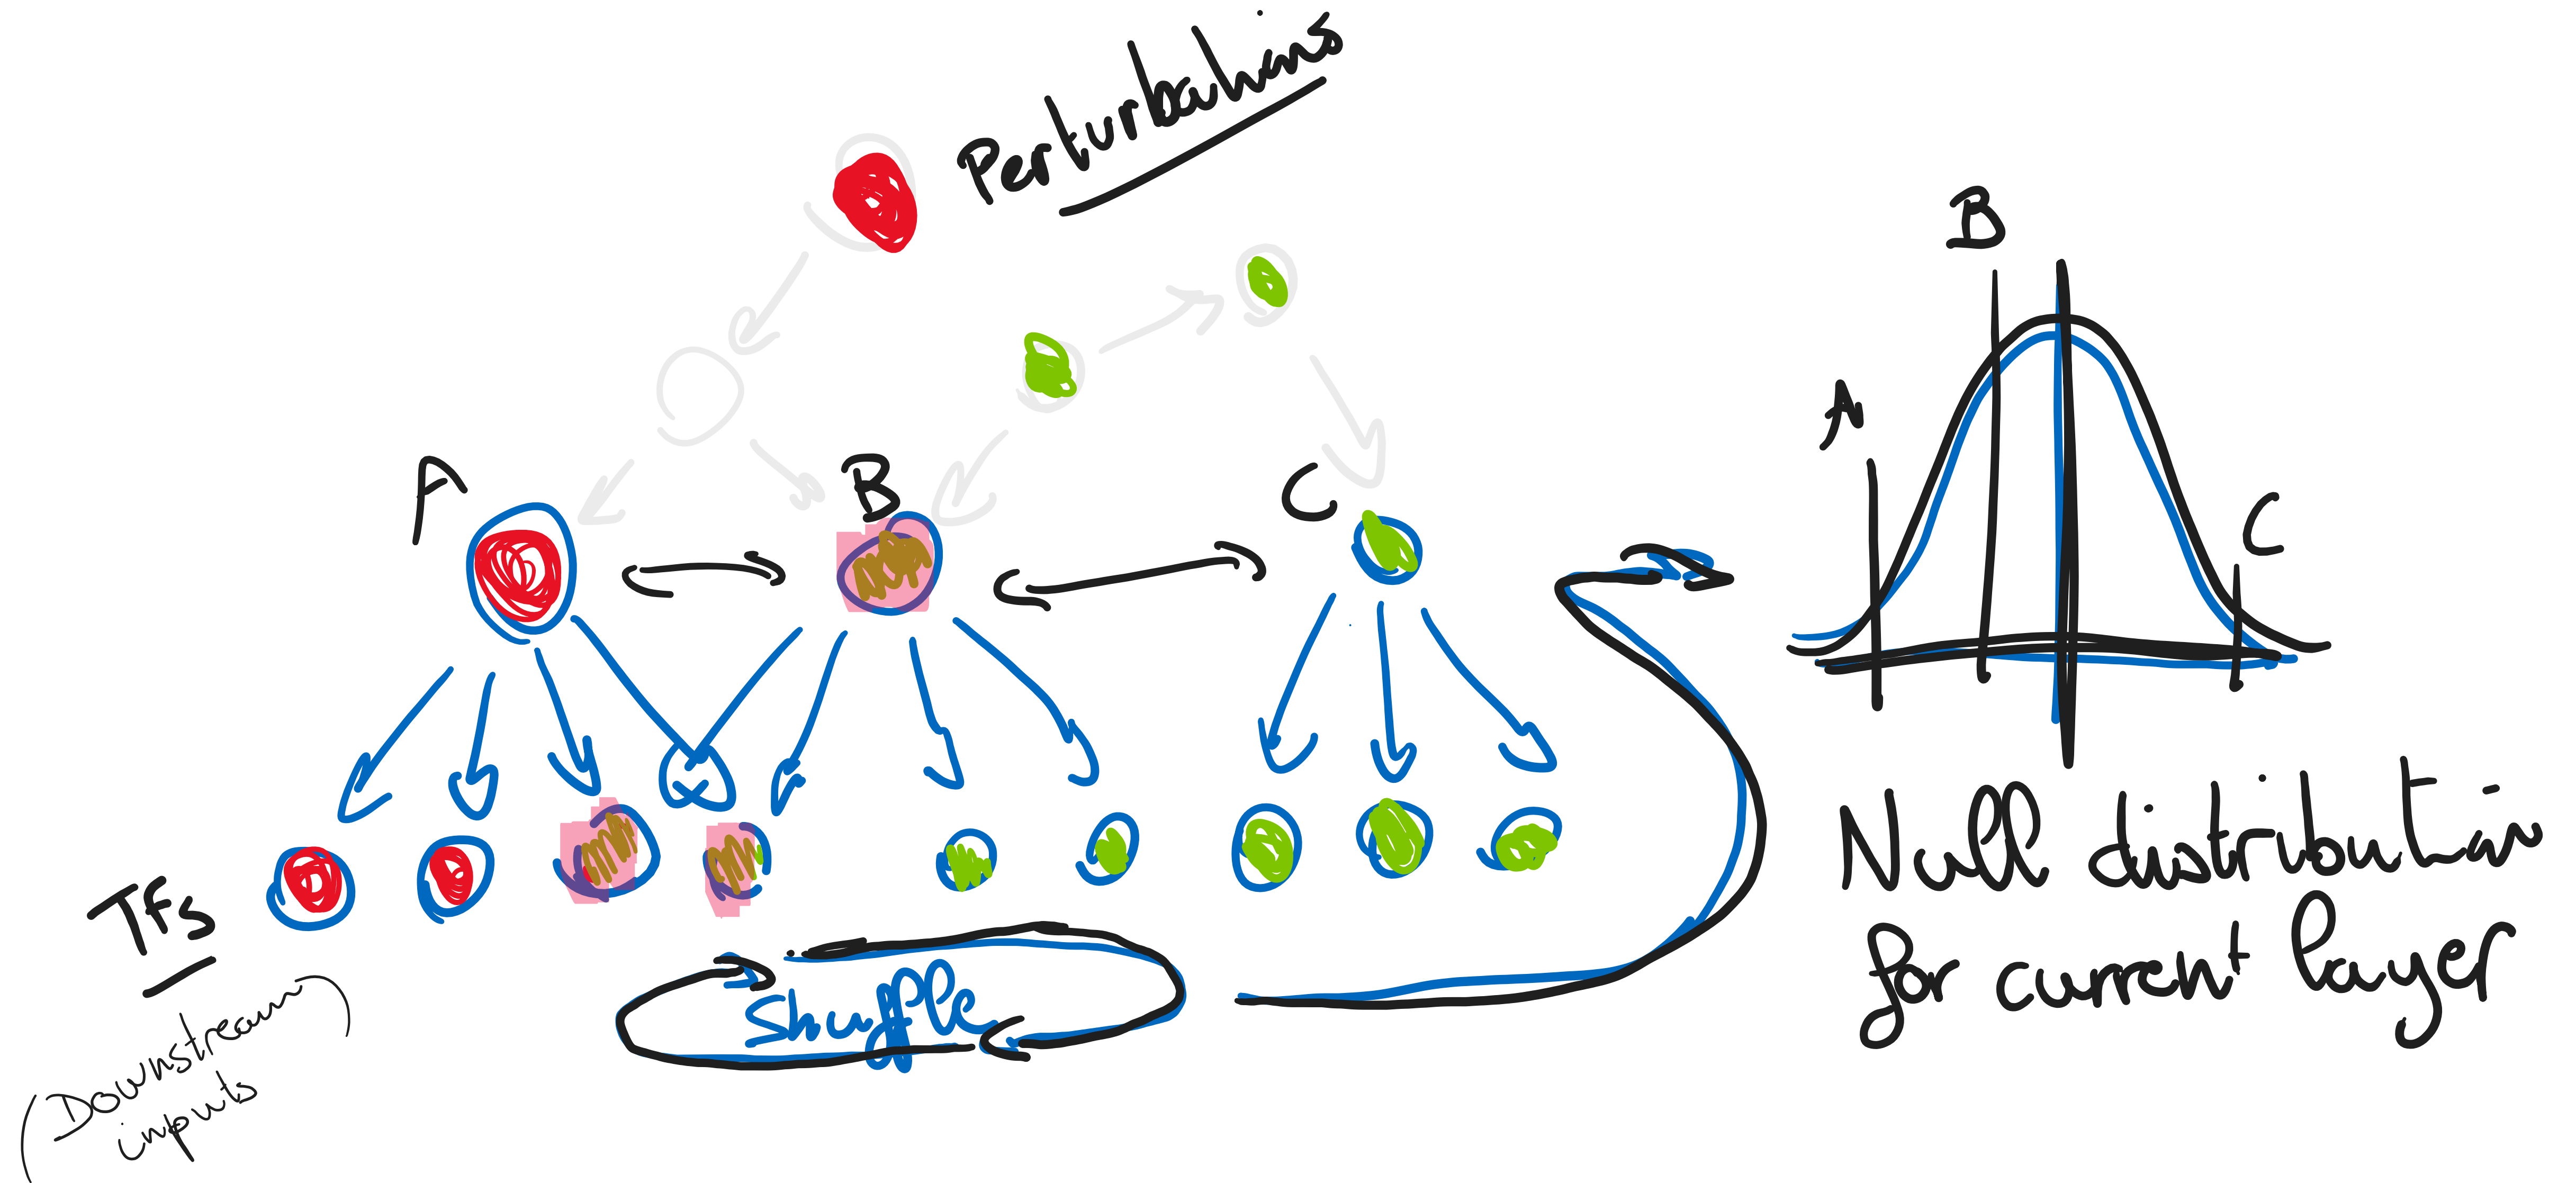 Perturbations
A
B
C
TFs
(Downstream)
inputs
Shuffle
A
B
C
Null distribution
for current layer